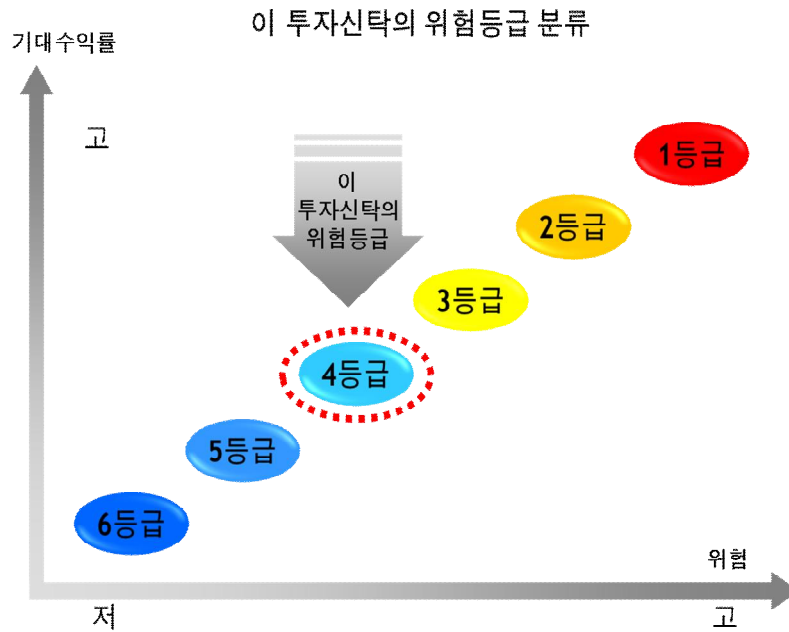 이 투자신탁의 위험등급 분류
기대수익률
고
1등급
이
투자신탁의
위험등급
2등급
3등급
4등급
5등급
6등급
위험
저
고